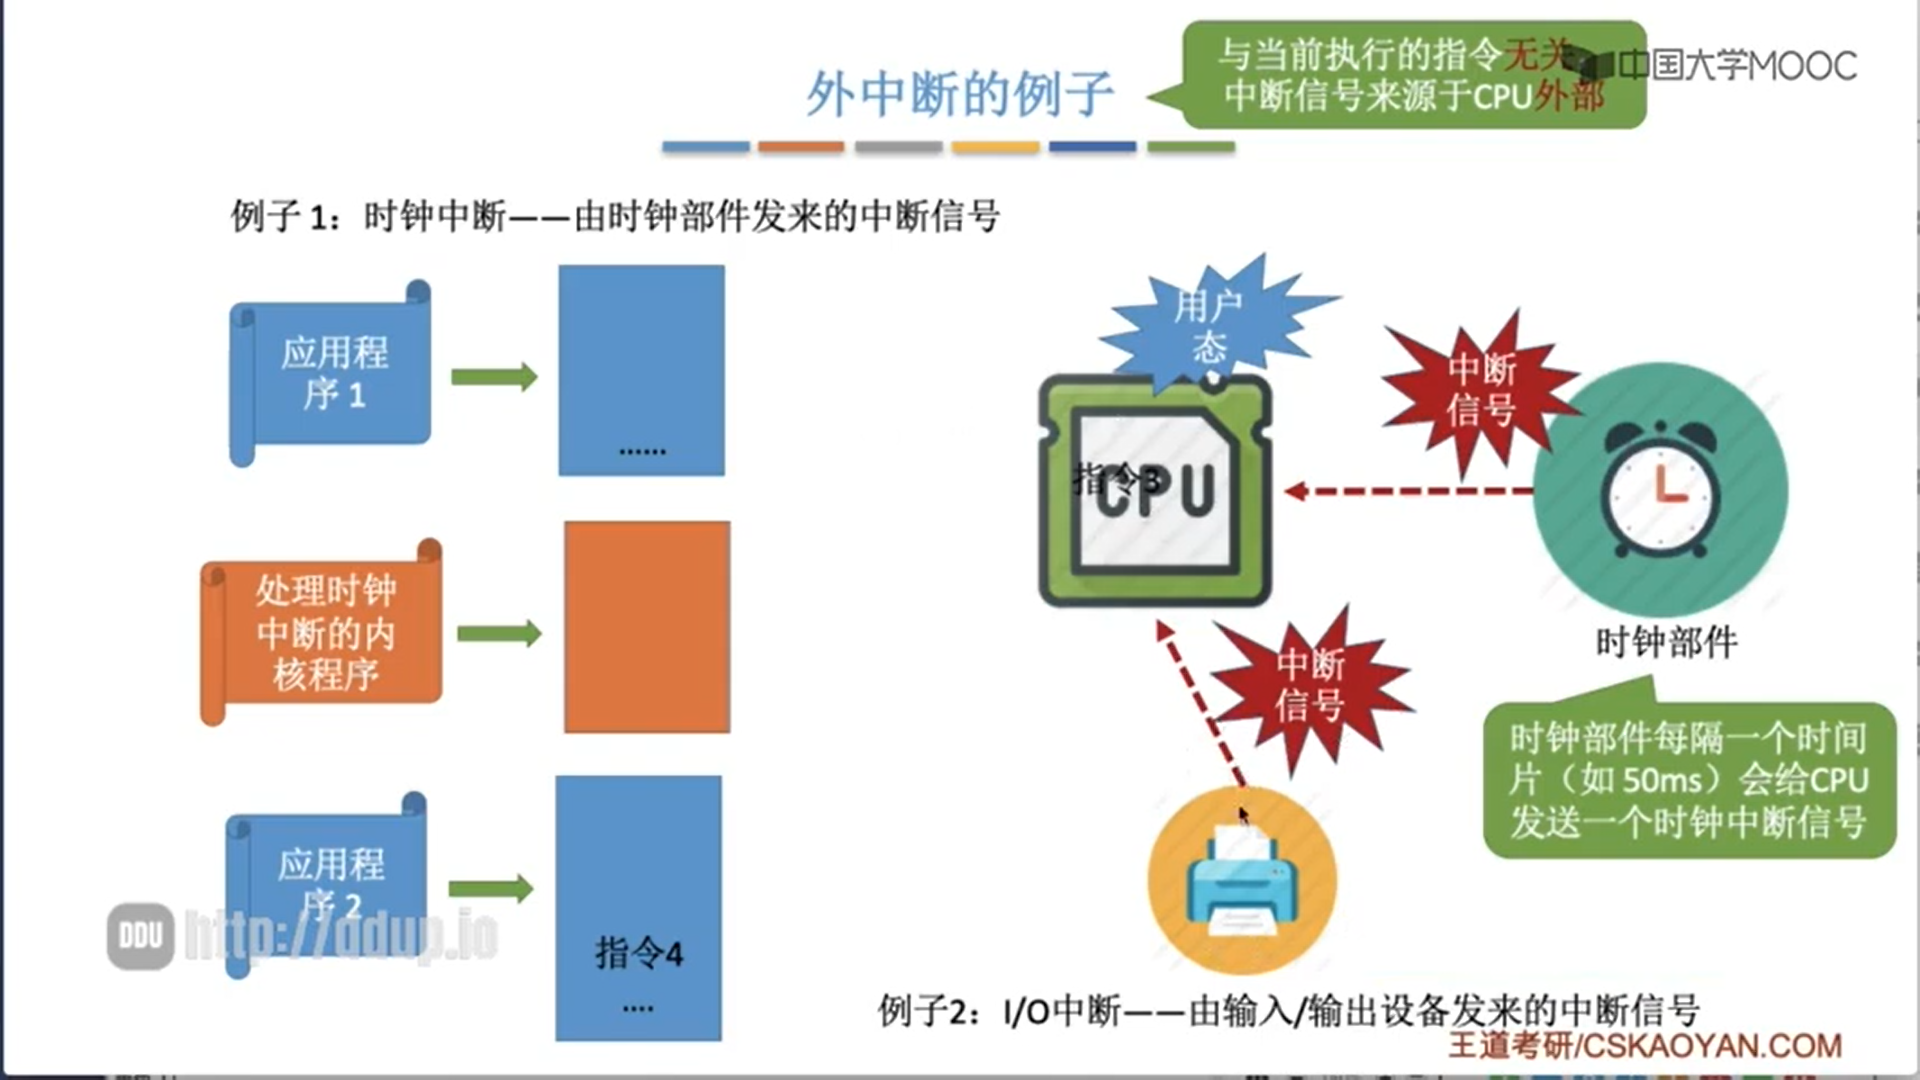 外中断的例子
与当前执行的指令无关
中断信号来源于CPU外部
中国大学MOOC
例子1：时钟中断——由时钟部件发来的中断信号
应用程
序1
......
处理时钟
中断的内
核程序
应用程
序2
指令4
....
用户
态
指令3
CPU
中断
信号
时钟部件
中断
信号
时钟部件每隔一个时间
片（如50ms）会给CPU
发送一个时钟中断信号
例子2：I/O中断——由输入/输出设备发来的中断信号
DDU http://ddup.io
王道考研/CSKAOYAN.COM